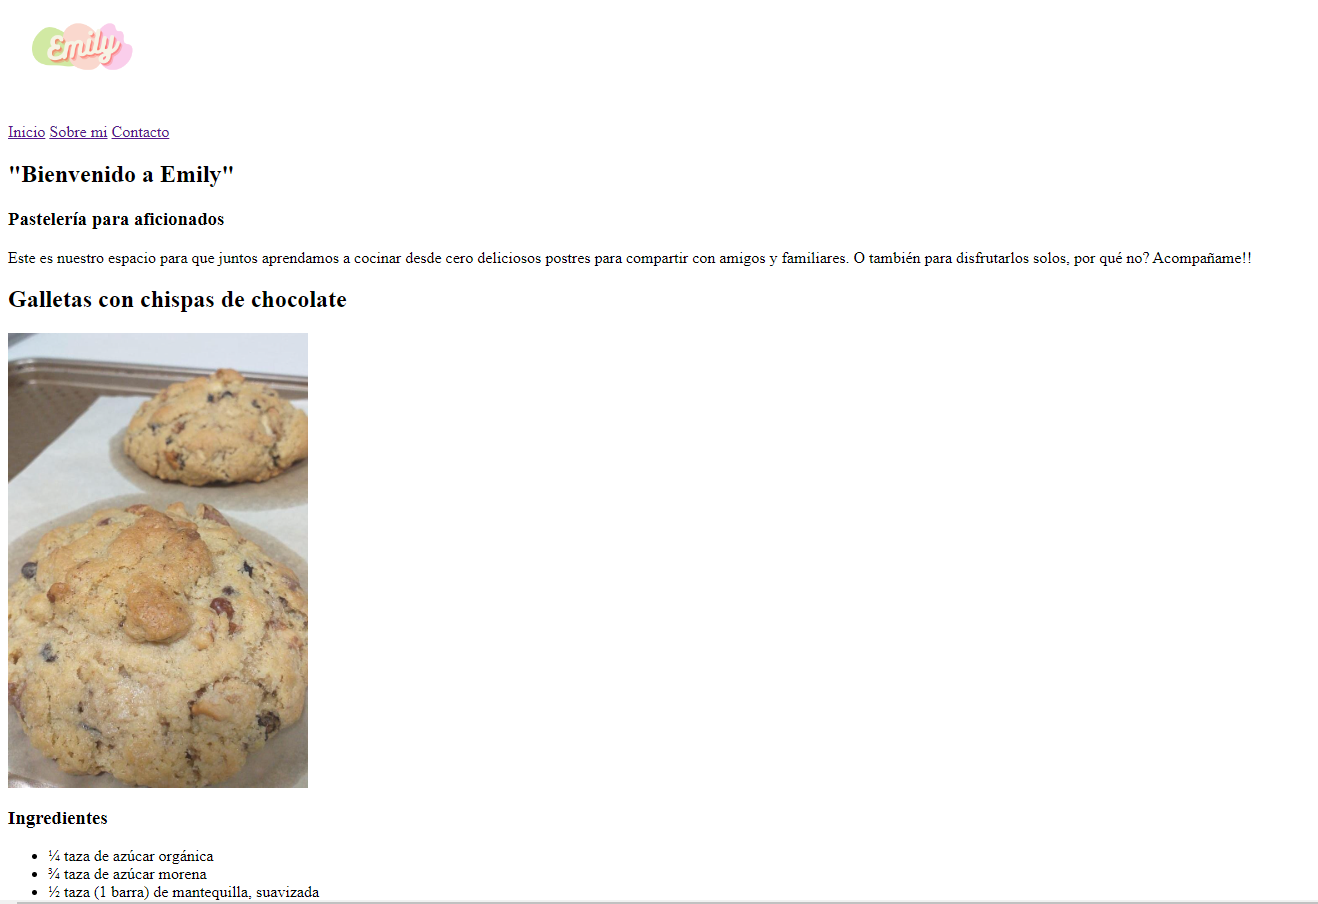 Emily
Inicio Sobre mi Contacto
"Bienvenido a Emily"
Pastelería para aficionados
Este es nuestro espacio para que juntos aprendamos a cocinar desde cero deliciosos postres para compartir con amigos y familiares. O también para disfrutarlos solos, por qué no? Acompañame!!
Galletas con chispas de chocolate
Ingredientes
¼ taza de azúcar orgánica
¾ taza de azúcar morena
½ taza (1 barra) de mantequilla, suavizada